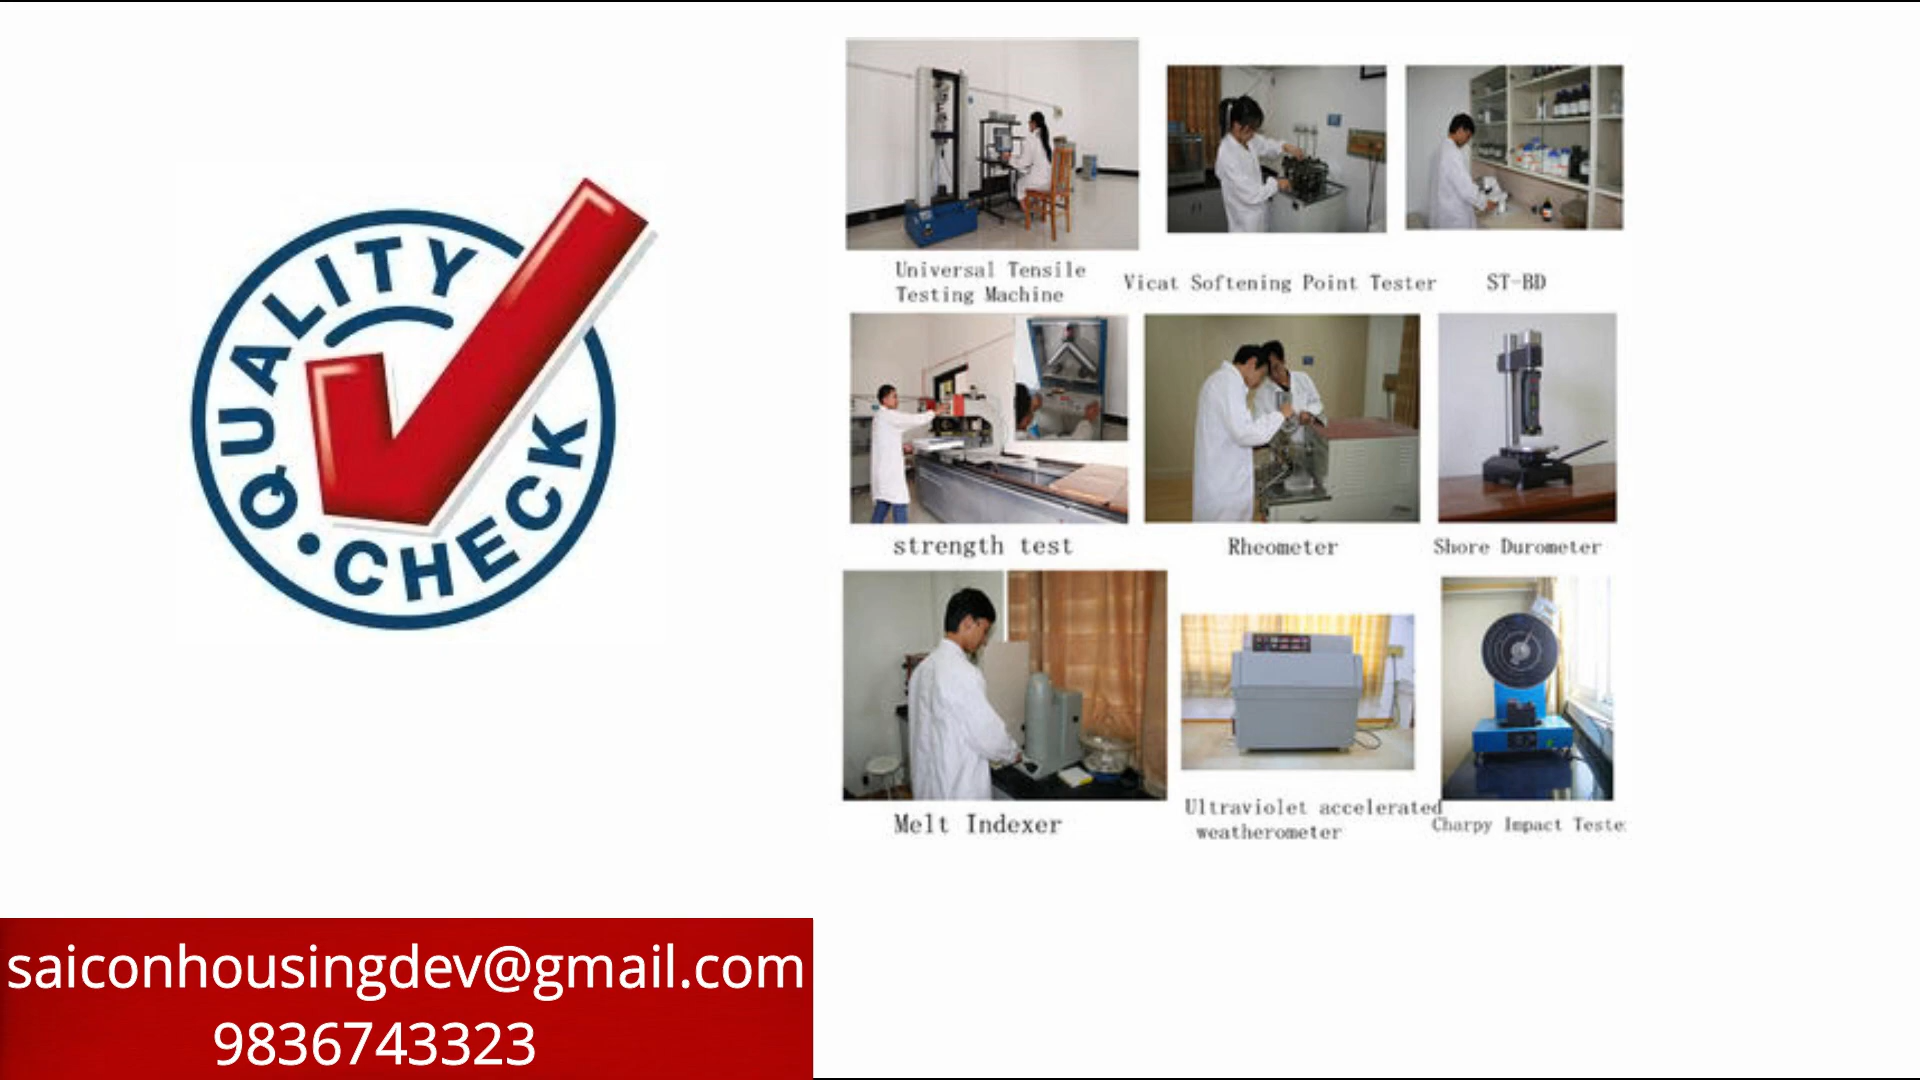 QUALITY
• CHECK
Universal Tensile
Testing Machine
Vicat Softening Point Tester
ST-BD
strength test
Rheometer
Shore Durometer
Melt Indexer
Ultraviolet accelerated
weatherometer
Charpy Impact Teste
saiconhousingdev@gmail.com
9836743323